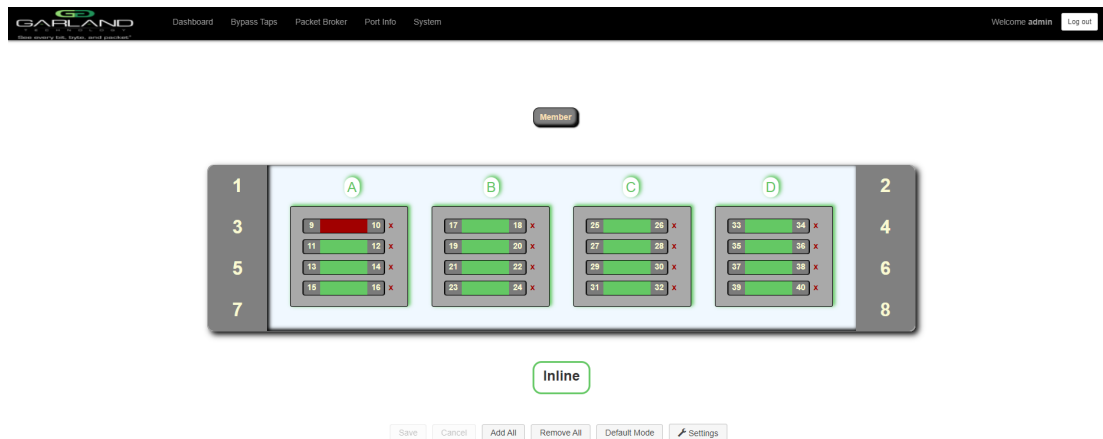 GARLAND
TECHNOLOGY
See every bit, byte, and packet®
Dashboard Bypass Taps Packet Broker Port Info System
Welcome admin Log out
Member
1 A B C D 2
3 9 10 x 17 18 x 25 26 x 33 34 x 4
11 12 x 19 20 x 27 28 x 35 36 x
5 13 14 x 21 22 x 29 30 x 37 38 x 6
15 16 x 23 24 x 31 32 x 39 40 x
7 8
Inline
Save Cancel Add All Remove All Default Mode Settings